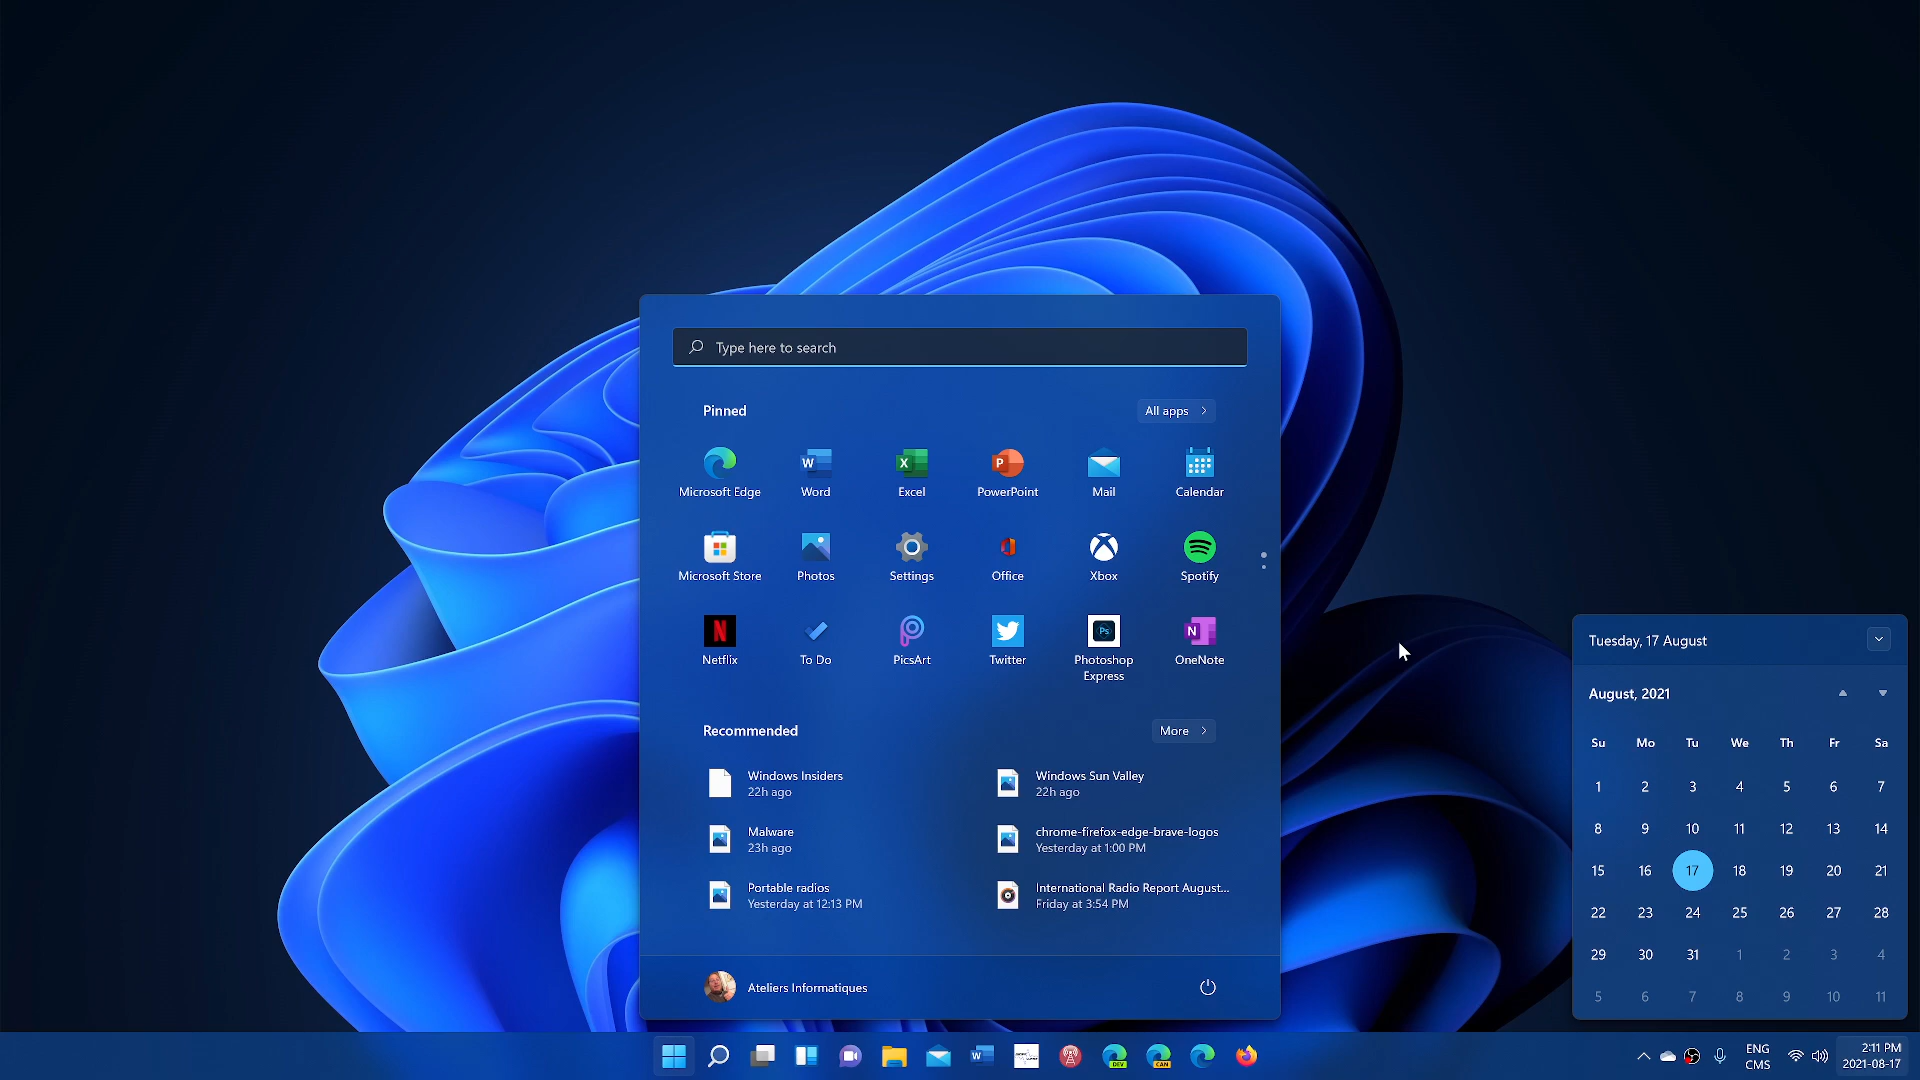 Type here to search
Pinned
All apps
Microsoft Edge
Word
Excel
PowerPoint
Mail
Calendar
Microsoft Store
Photos
Settings
Office
Xbox
Spotify
Netflix
To Do
PicsArt
Twitter
Photoshop
Express
OneNote
Recommended
More
Windows Insiders
22h ago
Windows Sun Valley
22h ago
Malware
23h ago
chrome-firefox-edge-brave-logos
Yesterday at 1:00 PM
Portable radios
Yesterday at 12:13 PM
International Radio Report August...
Friday at 3:54 PM
Ateliers Informatiques
Tuesday, 17 August
August, 2021
Su Mo Tu We Th Fr Sa
1 2 3 4 5 6 7
8 9 10 11 12 13 14
15 16 17 18 19 20 21
22 23 24 25 26 27 28
29 30 31 1 2 3 4
5 6 7 8 9 10 11
DEV
CAN
ENG
CMS
2:11 PM
2021-08-17